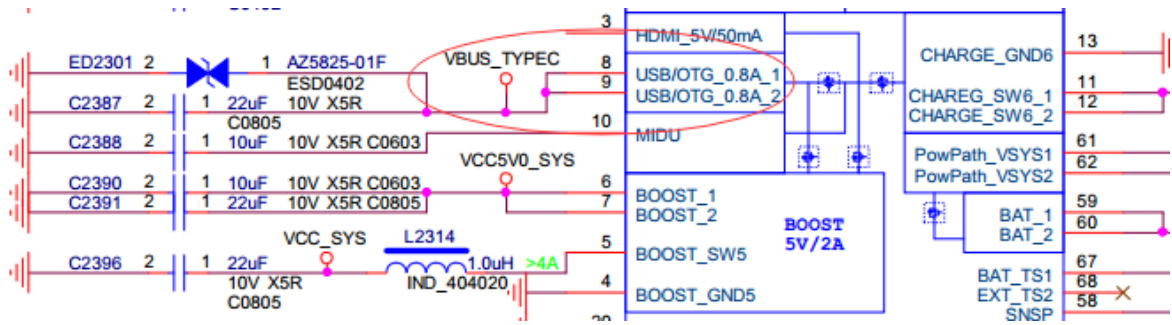 3
HDMI_5V/50mA
13
CHARGE_GND6
ED2301 2 1 AZ5825-01F
ESD0402
VBUS_TYPEC
8
USB/OTG_0.8A_1
9
USB/OTG_0.8A_2
11
CHAREG_SW6_1
12
CHARGE_SW6_2
C2387 2 1 22uF
10V X5R
C0805
10
MIDU
C2388 2 1 10uF 10V X5R C0603
61
PowPath_VSYS1
62
PowPath_VSYS2
VCC5V0_SYS
C2390 2 1 10uF 10V X5R C0603
6
BOOST_1
C2391 2 1 22uF 10V X5R C0805
7
BOOST_2
BOOST
5V/2A
59
BAT_1
60
BAT_2
VCC_SYS
L2314
5
BOOST_SW5
C2396 2 1 22uF
10V X5R
C0805
1.0uH >4A
IND_404020
4
BOOST_GND5
67
BAT_TS1
68
EXT_TS2
58
SNSP